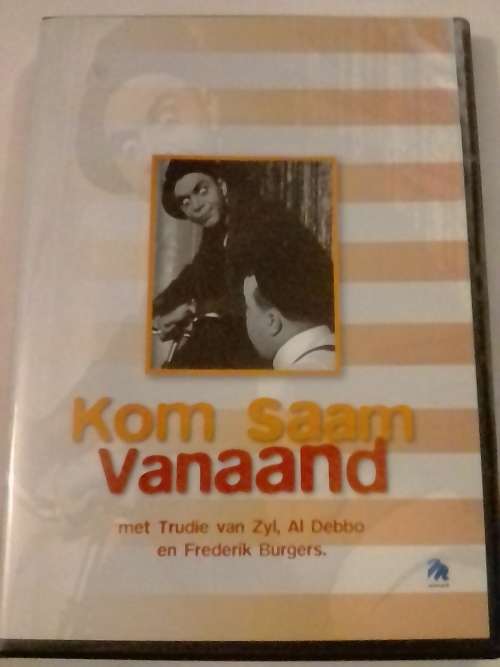 Kom Saam
Vanaand
met Trudie van Zyl, Al Debbo
en Frederik Burgers.